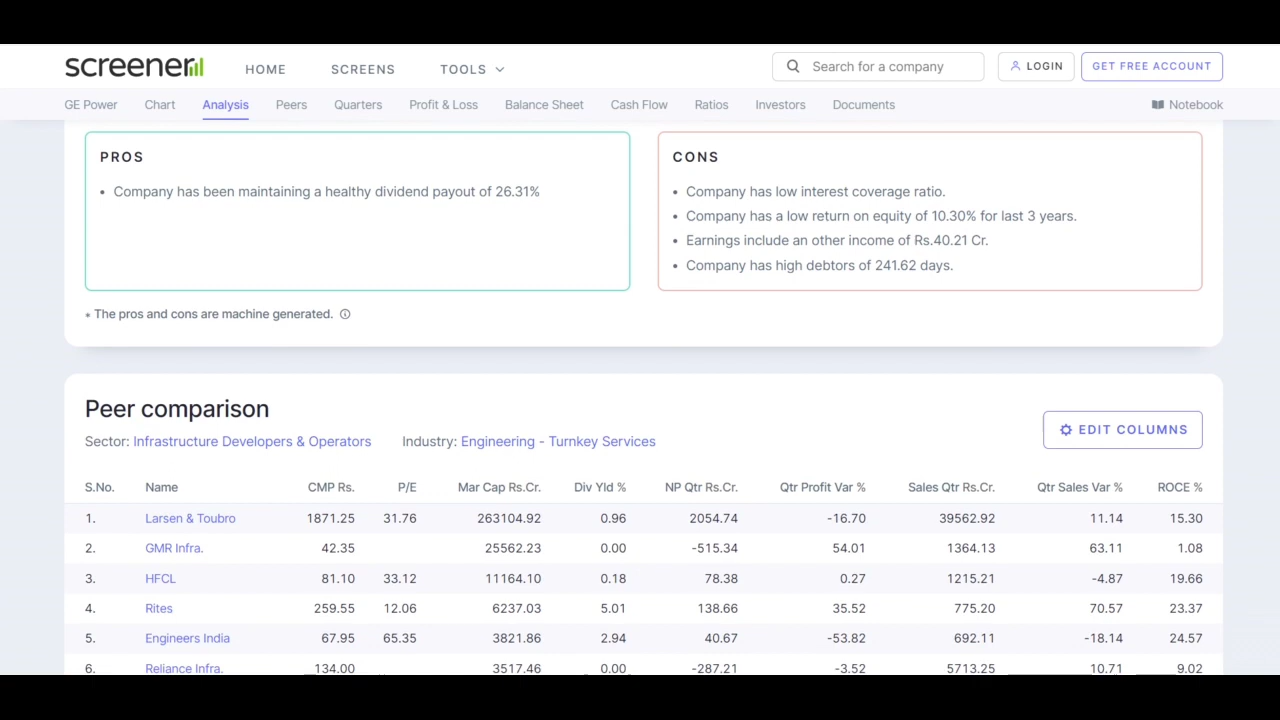 screener
HOME SCREENS TOOLS Search for a company LOGIN GET FREE ACCOUNT
GE Power Chart Analysis Peers Quarters Profit & Loss Balance Sheet Cash Flow Ratios Investors Documents Notebook
PROS
• Company has been maintaining a healthy dividend payout of 26.31%
CONS
• Company has low interest coverage ratio.
• Company has a low return on equity of 10.30% for last 3 years.
• Earnings include an other income of Rs.40.21 Cr.
• Company has high debtors of 241.62 days.
* The pros and cons are machine generated.
Peer comparison
Sector: Infrastructure Developers & Operators Industry: Engineering - Turnkey Services
EDIT COLUMNS
S.No. Name CMP Rs. P/E Mar Cap Rs.Cr. Div Yld % NP Qtr Rs.Cr. Qtr Profit Var % Sales Qtr Rs.Cr. Qtr Sales Var % ROCE %
1. Larsen & Toubro 1871.25 31.76 263104.92 0.96 2054.74 -16.70 39562.92 11.14 15.30
2. GMR Infra. 42.35 25562.23 0.00 -515.34 54.01 1364.13 63.11 1.08
3. HFCL 81.10 33.12 11164.10 0.18 78.38 0.27 1215.21 -4.87 19.66
4. Rites 259.55 12.06 6237.03 5.01 138.66 35.52 775.20 70.57 23.37
5. Engineers India 67.95 65.35 3821.86 2.94 40.67 -53.82 692.11 -18.14 24.57
6. Reliance Infra. 134.00 3517.46 0.00 -287.21 -3.52 5713.25 10.71 9.02